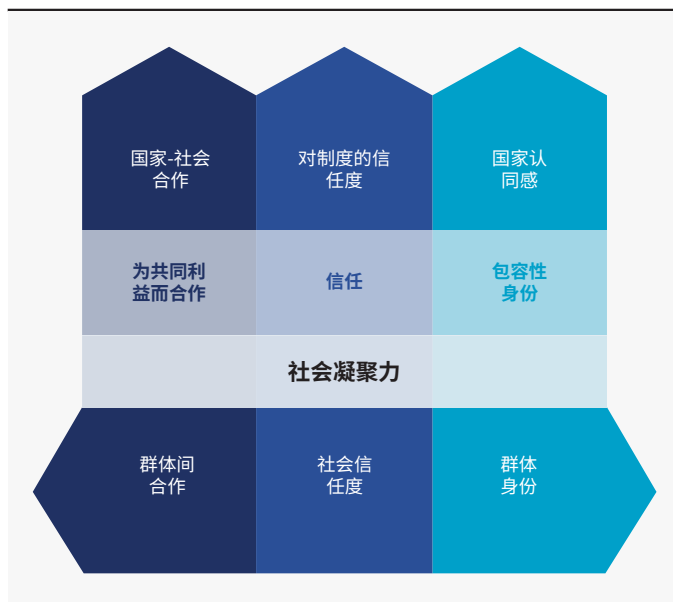 国家-社会
合作
对制度的信
任度
国家认
同感
为共同利
益而合作
信任
包容性
身份
社会凝聚力
群体间
合作
社会信
任度
群体
身份